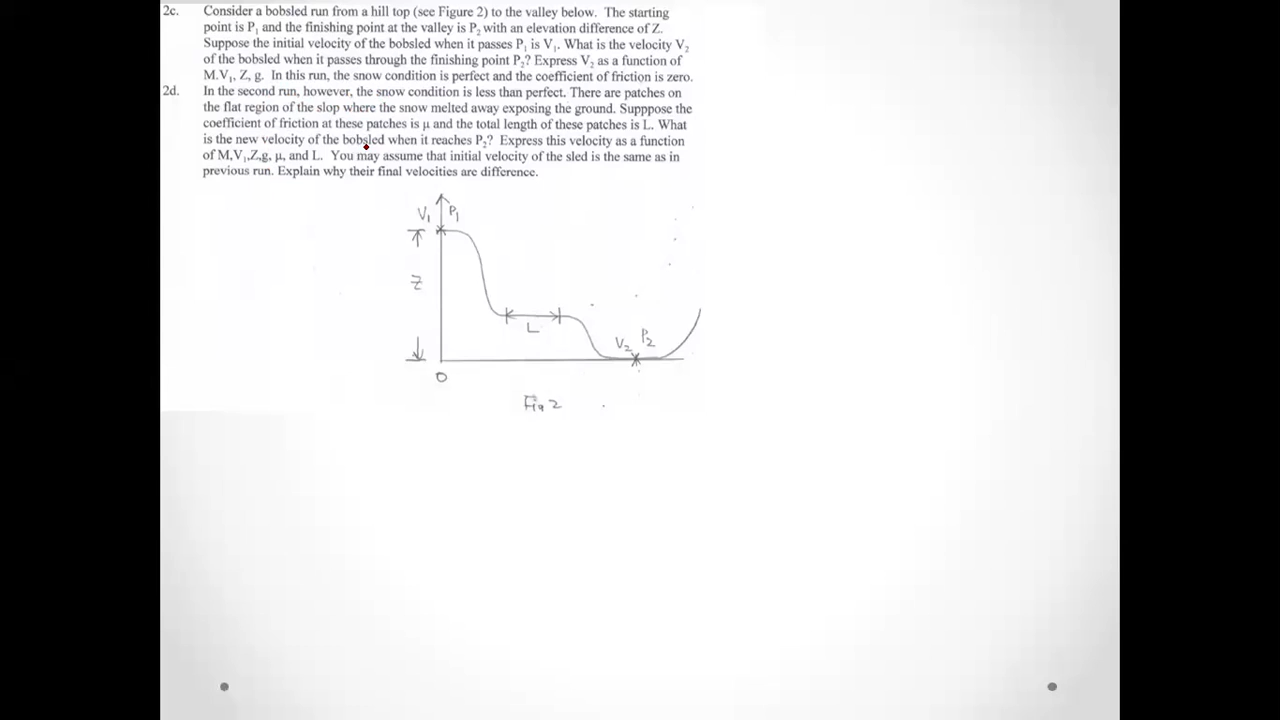 2c. Consider a bobsled run from a hill top (see Figure 2) to the valley below. The starting
point is P₁ and the finishing point at the valley is P₂ with an elevation difference of Z.
Suppose the initial velocity of the bobsled when it passes P₁ is V₁. What is the velocity V₂
of the bobsled when it passes through the finishing point P₂? Express V₂ as a function of
M.V₁, Z, g. In this run, the snow condition is perfect and the coefficient of friction is zero.
2d. In the second run, however, the snow condition is less than perfect. There are patches on
the flat region of the slop where the snow melted away exposing the ground. Supppose the
coefficient of friction at these patches is μ and the total length of these patches is L. What
is the new velocity of the bobsled when it reaches P₂? Express this velocity as a function
of M,V₁,Z,g, μ, and L. You may assume that initial velocity of the sled is the same as in
previous run. Explain why their final velocities are difference.
V₁ P₁
Z
L
V₂ P₂
O
Fig 2